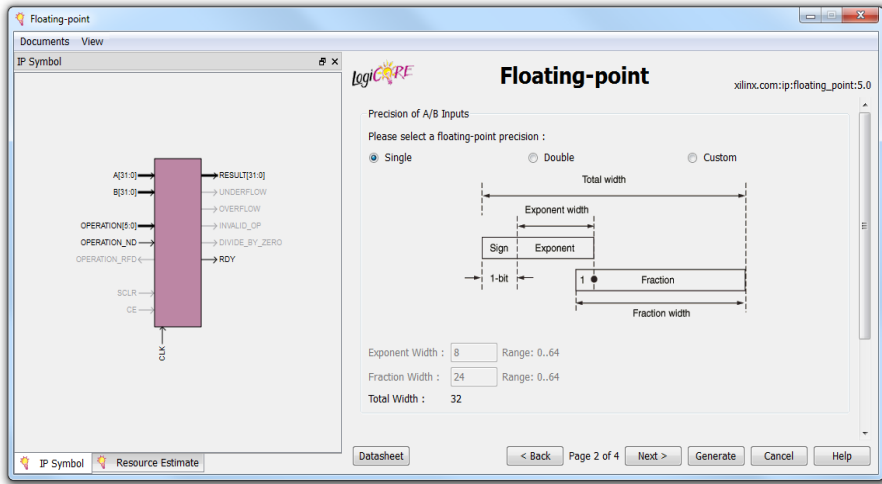 Floating-point
Documents View
IP Symbol
A[31:0]
B[31:0]
OPERATION[5:0]
OPERATION_ND
OPERATION_RFD
SCLR
CE
CLK
RESULT[31:0]
UNDERFLOW
OVERFLOW
INVALID_OP
DIVIDE_BY_ZERO
RDY
IP Symbol Resource Estimate
LogiCORE
Floating-point
xilinx.com:ip:floating_point:5.0
Precision of A/B Inputs
Please select a floating-point precision :
Single Double Custom
Total width
Exponent width
Sign Exponent
1-bit
1 Fraction
Fraction width
Exponent Width : 8 Range: 0..64
Fraction Width : 24 Range: 0..64
Total Width : 32
Datasheet < Back Page 2 of 4 Next > Generate Cancel Help